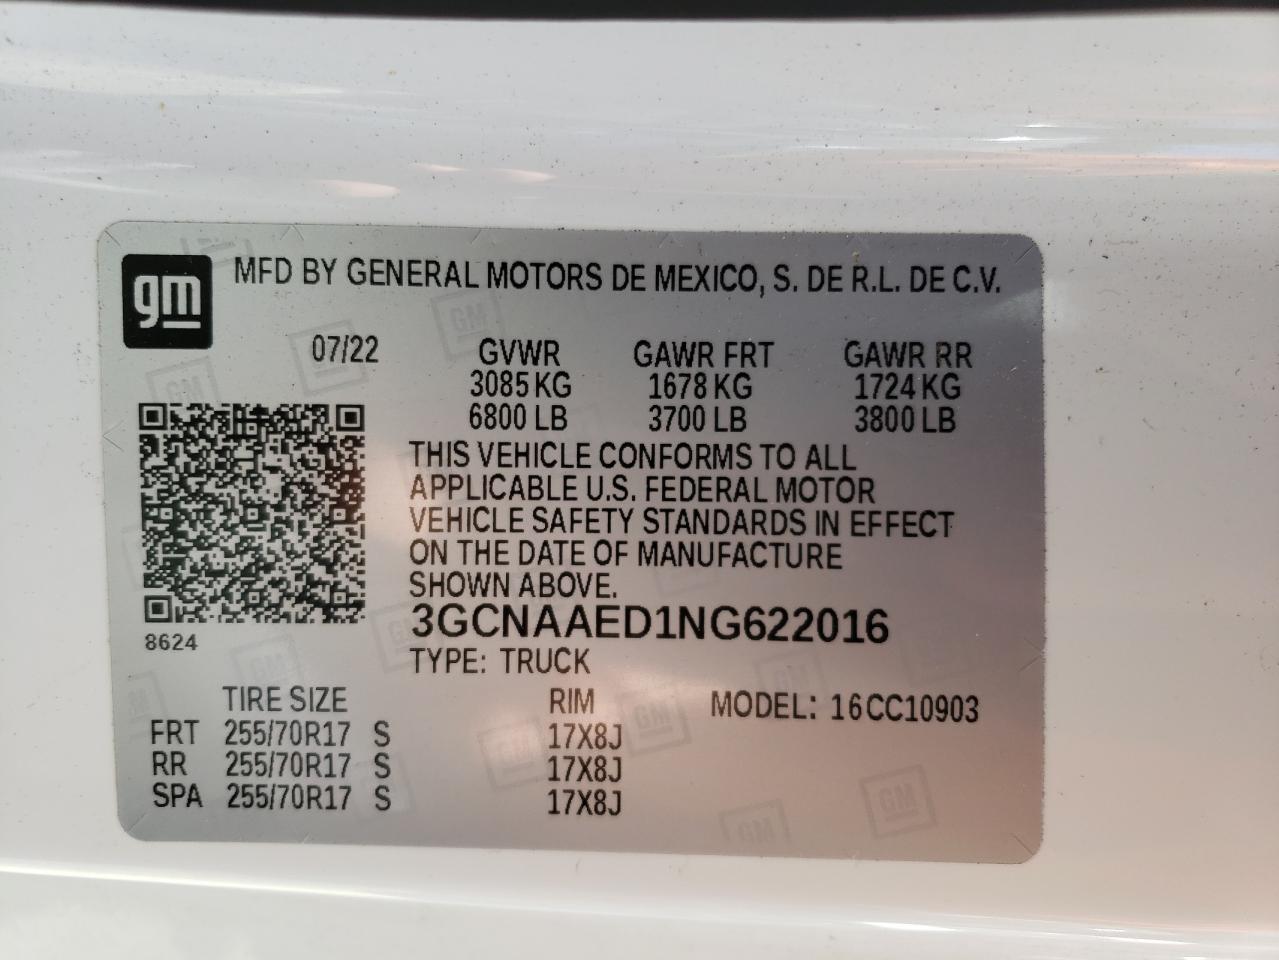 gm MFD BY GENERAL MOTORS DE MEXICO, S. DE R.L. DE C.V.
07/22 GVWR GAWR FRT GAWR RR
3085 KG 1678 KG 1724 KG
6800 LB 3700 LB 3800 LB
THIS VEHICLE CONFORMS TO ALL
APPLICABLE U.S. FEDERAL MOTOR
VEHICLE SAFETY STANDARDS IN EFFECT
ON THE DATE OF MANUFACTURE
SHOWN ABOVE.
3GCNAAED1NG622016
8624
TYPE: TRUCK
TIRE SIZE RIM MODEL: 16CC10903
FRT 255/70R17 S 17X8J
RR 255/70R17 S 17X8J
SPA 255/70R17 S 17X8J